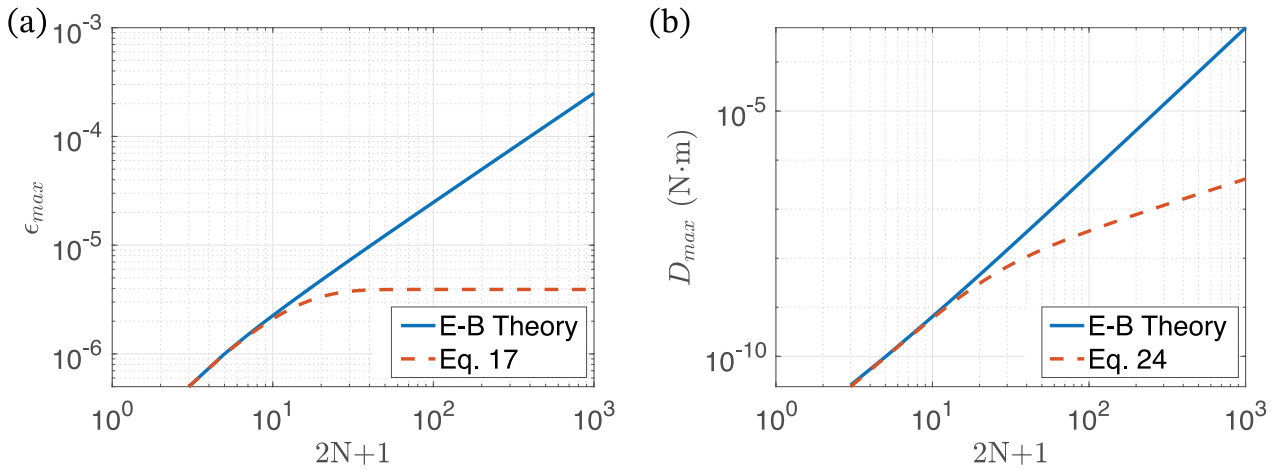 (a)
10^-3
10^-4
10^-5
10^-6
ϵ_max
10^0
10^1
10^2
10^3
2N+1
E-B Theory
Eq. 17
(b)
10^-5
10^-10
D_max (N·m)
10^0
10^1
10^2
10^3
2N+1
E-B Theory
Eq. 24